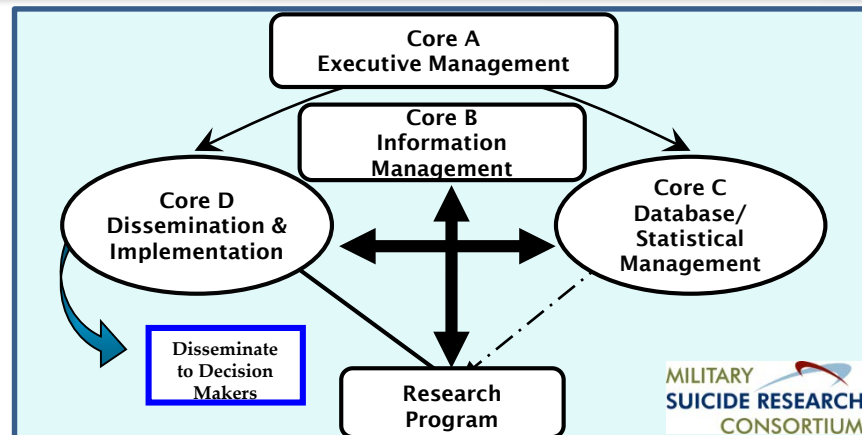 Core A
Executive Management
Core B
Information
Management
Core D
Dissemination &
Implementation
Core C
Database/
Statistical
Management
Disseminate
to Decision
Makers
Research
Program
MILITARY
SUICIDE RESEARCH
CONSORTIUM